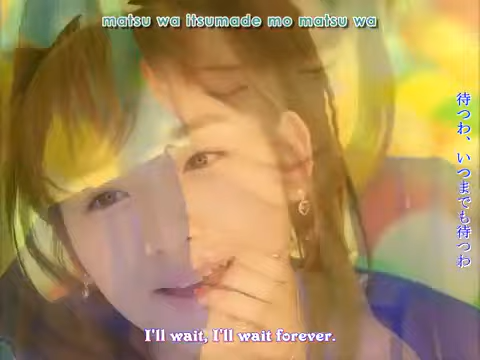 matsu wa itsumade mo matsu wa
待つわ、いつまでも待つわ
I'll wait, I'll wait forever.